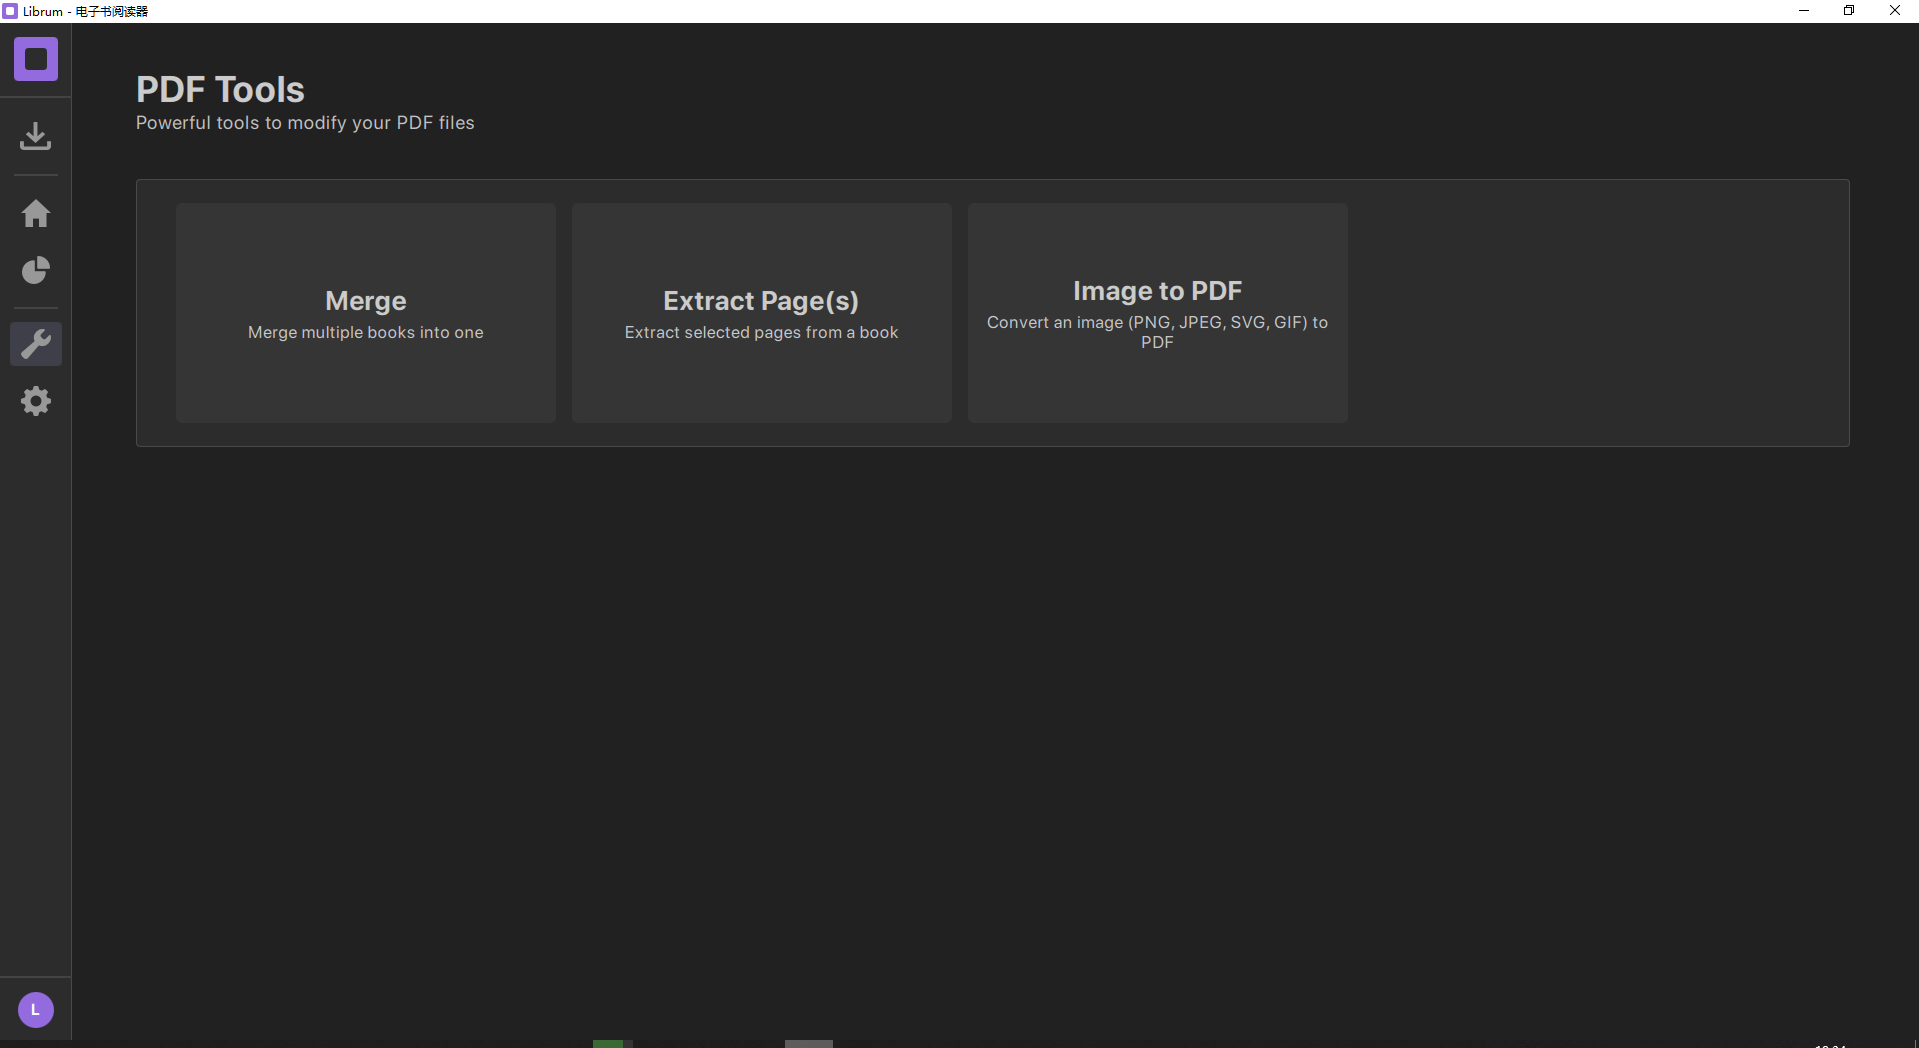 Librum - 电子书阅读器
PDF Tools
Powerful tools to modify your PDF files
Merge
Merge multiple books into one
Extract Page(s)
Extract selected pages from a book
Image to PDF
Convert an image (PNG, JPEG, SVG, GIF) to
PDF
L